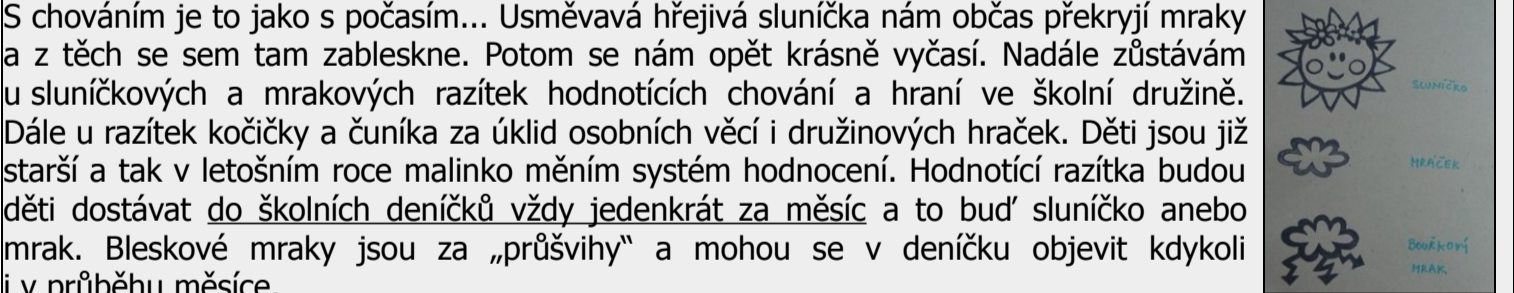 S chováním je to jako s počasím... Usměvavá hřejivá sluníčka nám občas překryjí mraky
a z těch se sem tam zableskne. Potom se nám opět krásně vyčasí. Nadále zůstávám
u sluníčkových a mrakových razítek hodnotících chování a hraní ve školní družině.
Dále u razítek kočičky a čuníka za úklid osobních věcí i družinových hraček. Děti jsou již
starší a tak v letošním roce malinko měním systém hodnocení. Hodnotící razítka budou
děti dostávat do školních deníčků vždy jedenkrát za měsíc a to buď sluníčko anebo
mrak. Bleskové mraky jsou za „průšvihy“ a mohou se v deníčku objevit kdykoli
i v průběhu měsíce.
SLUNÍČKO
MRÁČEK
BOUŘKOVÝ
MRAK